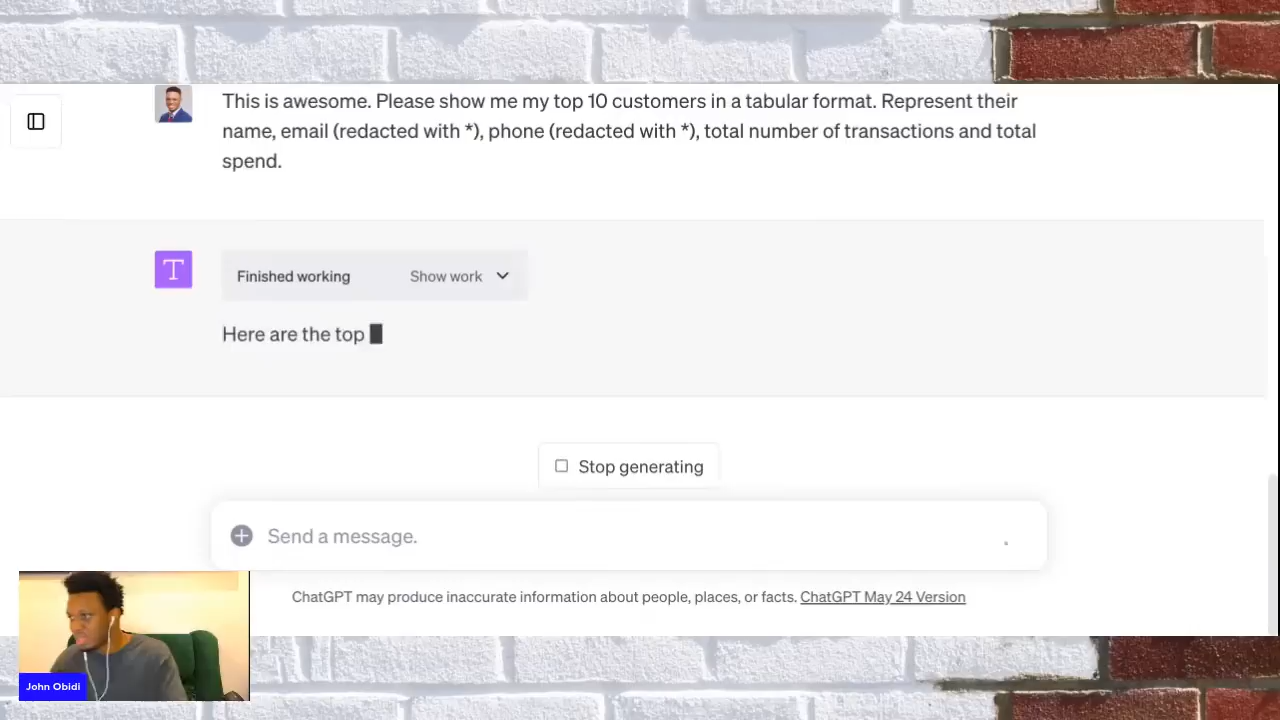 This is awesome. Please show me my top 10 customers in a tabular format. Represent their
name, email (redacted with *), phone (redacted with *), total number of transactions and total
spend.
T
Finished working Show work
Here are the top
Stop generating
Send a message.
ChatGPT may produce inaccurate information about people, places, or facts. ChatGPT May 24 Version
John Obidi